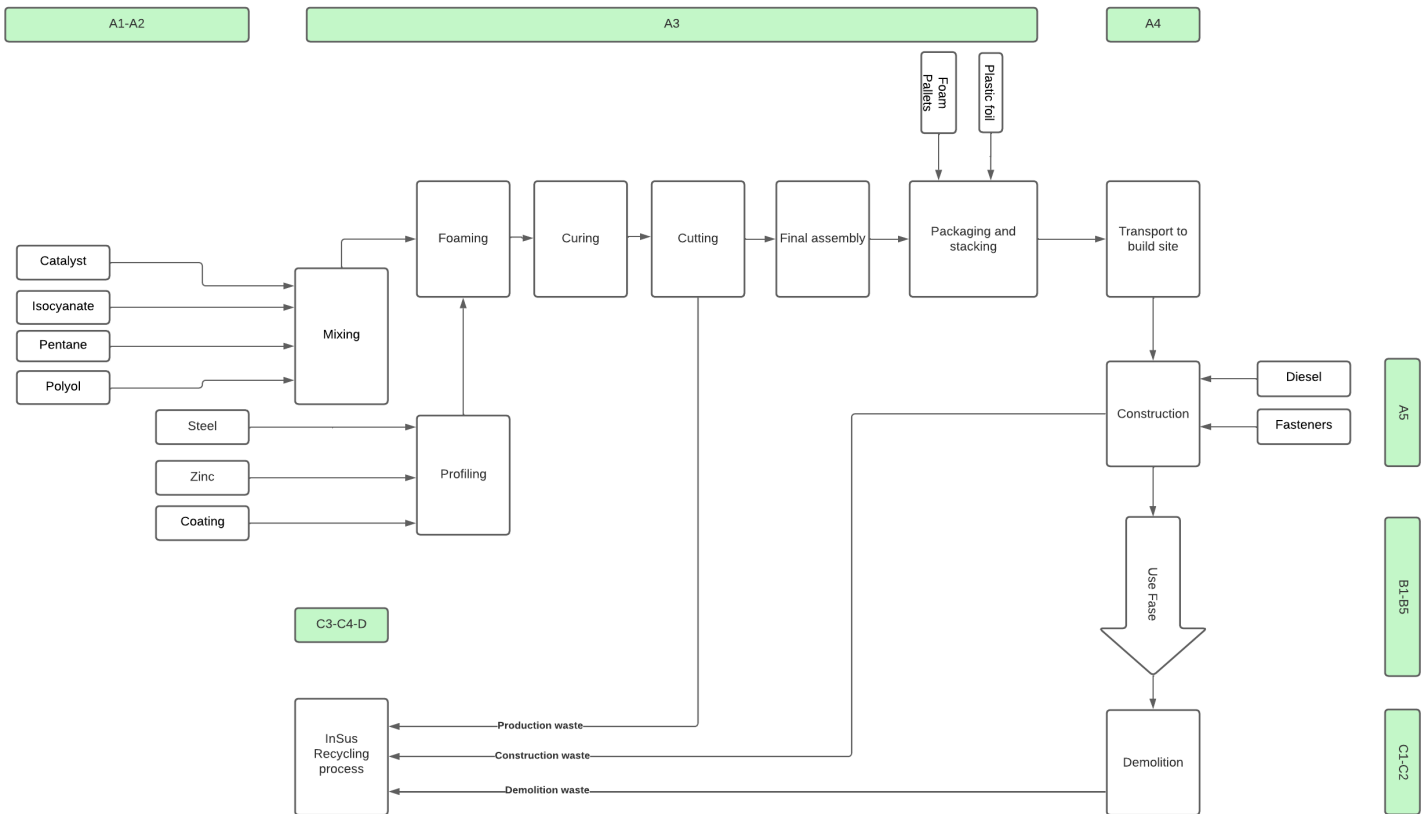 A1-A2
A3
A4
Foam
Pallets
Plastic foil
Foaming
Curing
Cutting
Final assembly
Packaging and
stacking
Transport to
build site
Catalyst
Isocyanate
Pentane
Polyol
Mixing
Steel
Zinc
Coating
Profiling
Construction
Diesel
Fasteners
A5
Use Fase
B1-B5
C3-C4-D
InSus
Recycling
process
Production waste
Construction waste
Demolition waste
Demolition
C1-C2